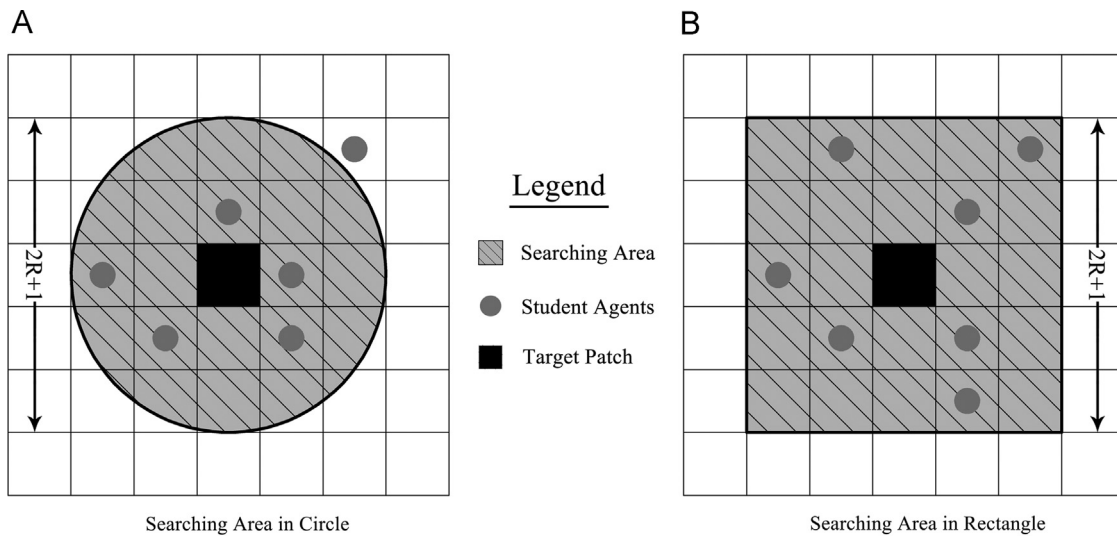 A
B
2R+1
Legend
Searching Area
Student Agents
Target Patch
2R+1
Searching Area in Circle
Searching Area in Rectangle